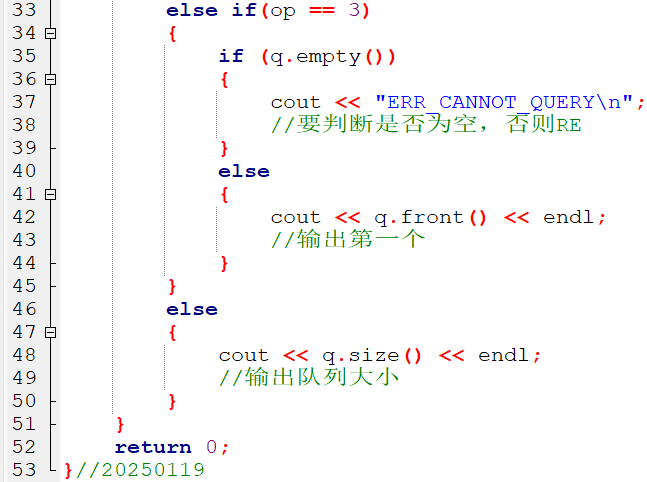 33 else if(op == 3)
34 {
35 if (q.empty())
36 {
37 cout << "ERR_CANNOT_QUERY\n";
38 //要判断是否为空，否则RE
39 }
40 else
41 {
42 cout << q.front() << endl;
43 //输出第一个
44 }
45 }
46 else
47 {
48 cout << q.size() << endl;
49 //输出队列大小
50 }
51 }
52 return 0;
53 }//20250119